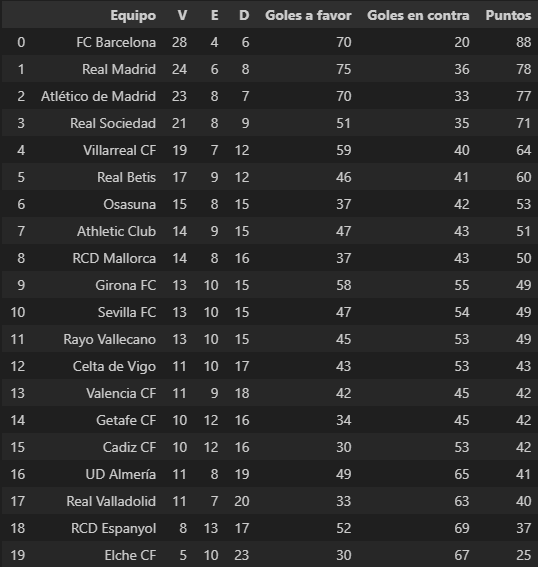 Equipo V E D Goles a favor Goles en contra Puntos
0 FC Barcelona 28 4 6 70 20 88
1 Real Madrid 24 6 8 75 36 78
2 Atlético de Madrid 23 8 7 70 33 77
3 Real Sociedad 21 8 9 51 35 71
4 Villarreal CF 19 7 12 59 40 64
5 Real Betis 17 9 12 46 41 60
6 Osasuna 15 8 15 37 42 53
7 Athletic Club 14 9 15 47 43 51
8 RCD Mallorca 14 8 16 37 43 50
9 Girona FC 13 10 15 58 55 49
10 Sevilla FC 13 10 15 47 54 49
11 Rayo Vallecano 13 10 15 45 53 49
12 Celta de Vigo 11 10 17 43 53 43
13 Valencia CF 11 9 18 42 45 42
14 Getafe CF 10 12 16 34 45 42
15 Cadiz CF 10 12 16 30 53 42
16 UD Almería 11 8 19 49 65 41
17 Real Valladolid 11 7 20 33 63 40
18 RCD Espanyol 8 13 17 52 69 37
19 Elche CF 5 10 23 30 67 25